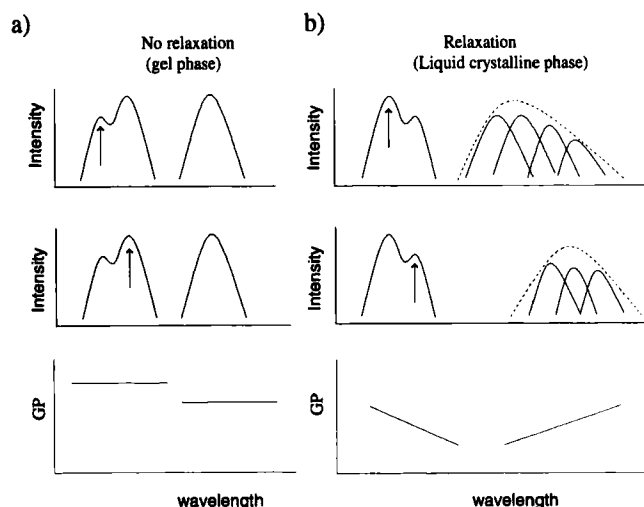 a)
No relaxation
(gel phase)
Intensity
Intensity
GP
wavelength
b)
Relaxation
(Liquid crystalline phase)
Intensity
Intensity
GP
wavelength